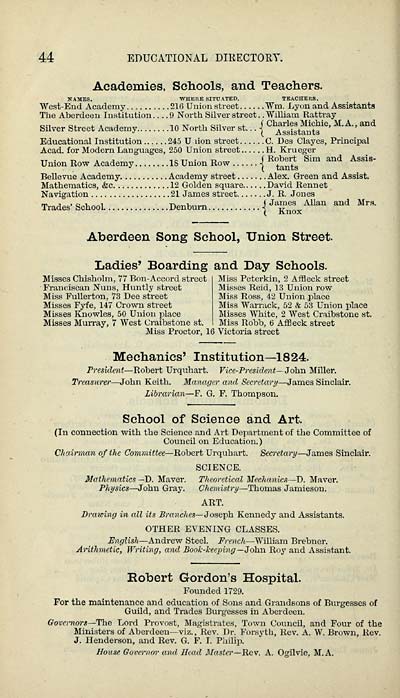 44 EDUCATIONAL DIRECTORY.
Academies, Schools, and Teachers.
NAMES. WHERE SITUATED. TEACHERS.
West-End Academy..........216 Union street......Wm. Lyon and Assistants
The Aberdeen Institution....9 North Silver street..William Rattray
Silver Street Academy.......10 North Silver st...{ Charles Michie, M.A., and Assistants
Educational Institution......245 Union street......C. Des Clayes, Principal
Acad. for Modern Languages, 250 Union street......H. Krueger
Union Row Academy........18 Union Row.....{ Robert Sim and Assistants
Bellevue Academy...........Academy street.......Alex. Green and Assist.
Mathematics, &c.............12 Golden square......David Rennet
Navigation..................21 James street.......J. R. Jones
Trades' School..............Denburn............{ James Allan and Mrs. Knox
Aberdeen Song School, Union Street.
Ladies' Boarding and Day Schools.
Misses Chisholm, 77 Bon-Accord street
Franciscan Nuns, Huntly street
Miss Fullerton, 73 Dee street
Misses Fyfe, 147 Crown street
Misses Knowles, 50 Union place
Misses Murray, 7 West Craibstone st.
Miss Peterkin, 2 Affleck street
Misses Reid, 13 Union row
Miss Ross, 42 Union place
Miss Warrack, 52 & 53 Union place
Misses White, 2 West Craibstone st.
Miss Robb, 6 Affleck street
Miss Proctor, 16 Victoria street
Mechanics' Institution—1824.
President—Robert Urquhart. Vice-President—John Miller.
Treasurer—John Keith. Manager and Secretary—James Sinclair.
Librarian—F. G. F. Thompson.
School of Science and Art.
(In connection with the Science and Art Department of the Committee of
Council on Education.)
Chairman of the Committee—Robert Urquhart. Secretary—James Sinclair.
SCIENCE.
Mathematics—D. Maver. Theoretical Mechanics—D. Maver.
Physics—John Gray. Chemistry—Thomas Jamieson.
ART.
Drawing in all its Branches—Joseph Kennedy and Assistants.
OTHER EVENING CLASSES.
English—Andrew Steel. French—William Brebner.
Arithmetic, Writing, and Book-keeping—John Roy and Assistant.
Robert Gordon's Hospital.
Founded 1729.
For the maintenance and education of Sons and Grandsons of Burgesses of
Guild, and Trades Burgesses in Aberdeen.
Governors—The Lord Provost, Magistrates, Town Council, and Four of the
Ministers of Aberdeen—viz., Rev. Dr. Forsyth, Rev. A. W. Brown, Rev.
J. Henderson, and Rev. G. F. I. Philip.
House Governor and Head Master—Rev. A. Ogilvie, M.A.